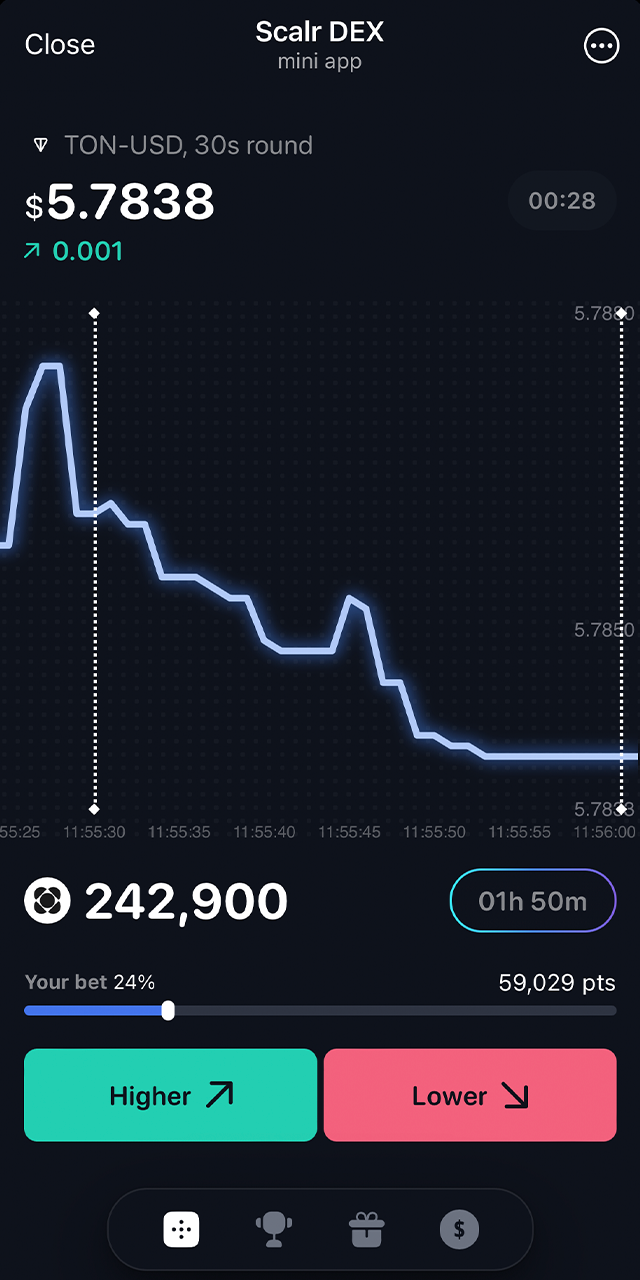 Close
Scalr DEX
mini app
TON-USD, 30s round
$5.7838
00:28
0.001
5.7880
5.7850
5.7833
55:25 11:55:30 11:55:35 11:55:40 11:55:45 11:55:50 11:55:55 11:56:00
242,900
01h 50m
Your bet 24%
59,029 pts
Higher
Lower
$